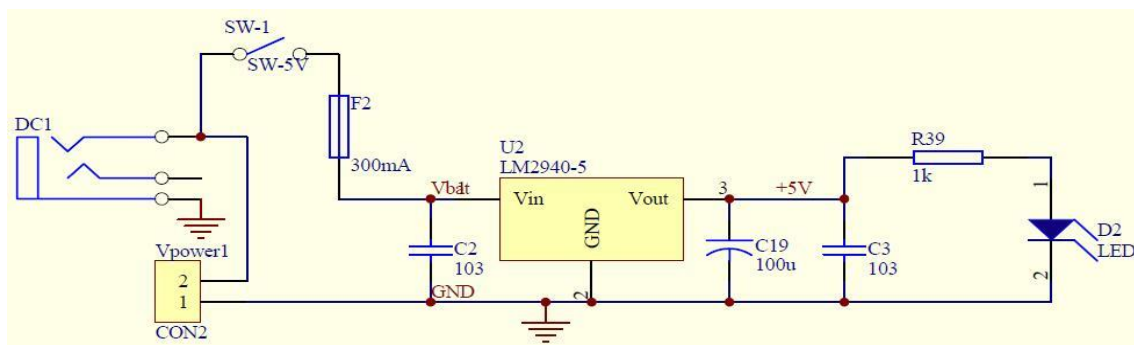 SW-1
SW-5V
DC1
F2
300mA
U2
LM2940-5
Vbat
Vin
Vout
GND
3
+5V
R39
1k
1
D2
LED
2
C2
103
C19
100u
C3
103
Vpower1
2
1
CON2
GND
2